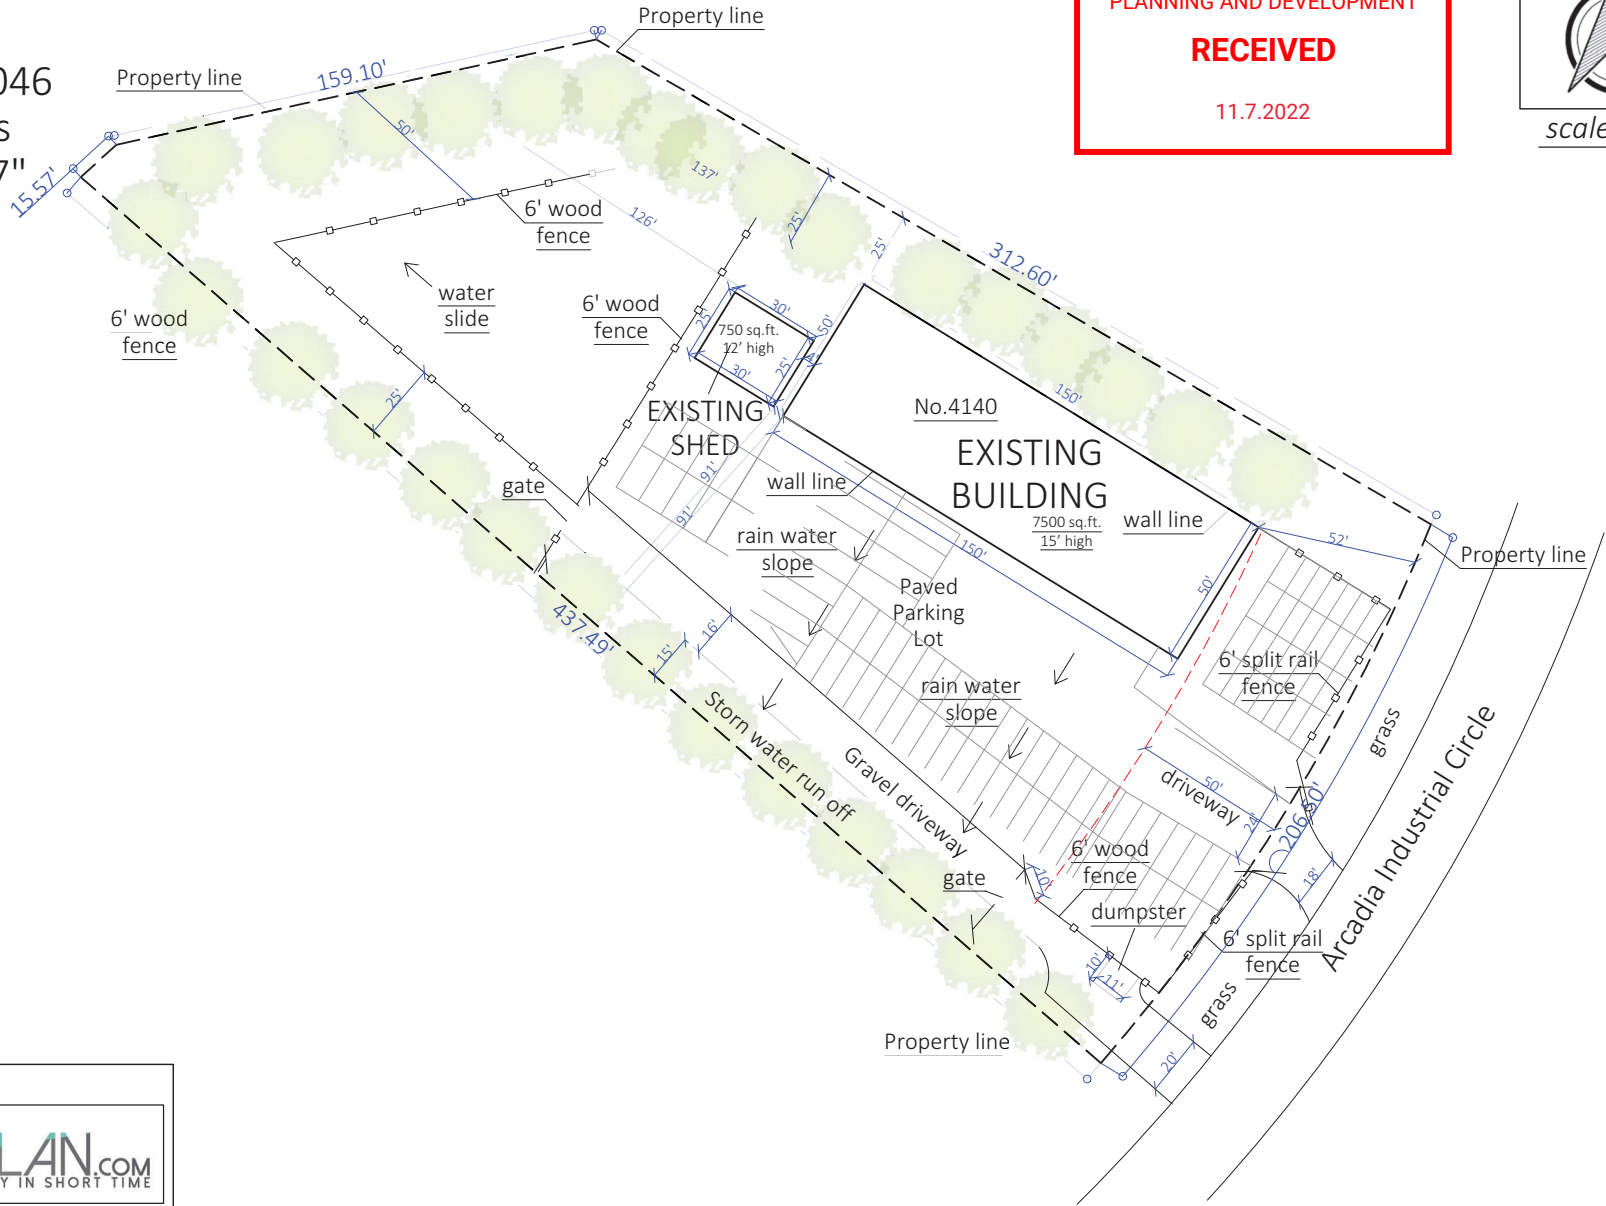 PLANNING AND DEVELOPMENT
RECEIVED
11.7.2022
scale
046
s
7"
Property line
Property line
159.10'
50'
15.57'
137'
126'
25'
25'
312.60'
6' wood
fence
water
slide
6' wood
fence
6' wood
fence
30'
25'
750 sq.ft.
12' high
50'
4'
25'
30'
EXISTING
SHED
25'
No.4140
150'
EXISTING
BUILDING
7500 sq.ft.
15' high
wall line
wall line
gate
91'
91'
150'
52'
Property line
rain water
slope
Paved
Parking
Lot
50'
437.49'
15'
16'
rain water
slope
6' split rail
fence
grass
Storn water run off
Gravel driveway
driveway
50'
24'
206.50'
Arcadia Industrial Circle
6' wood
fence
gate
10'
18'
dumpster
6' split rail
fence
10'
11'
grass
Property line
20'
LAN.COM
Y IN SHORT TIME